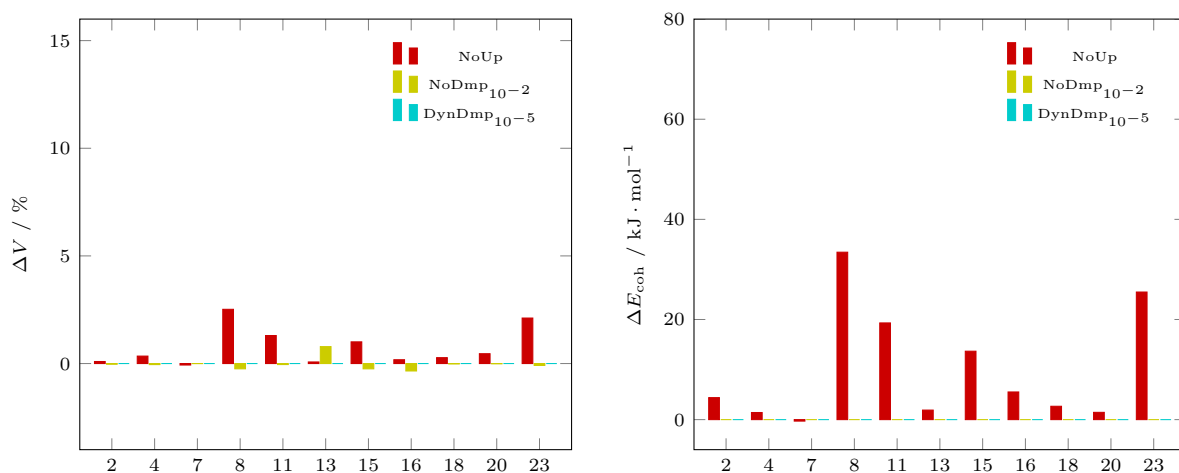 15
10
5
0
ΔV / %
NoUp
NoDmp₁₀₋₂
DynDmp₁₀₋₅
2 4 7 8 11 13 15 16 18 20 23
80
60
40
20
0
ΔE_coh / kJ · mol⁻¹
NoUp
NoDmp₁₀₋₂
DynDmp₁₀₋₅
2 4 7 8 11 13 15 16 18 20 23